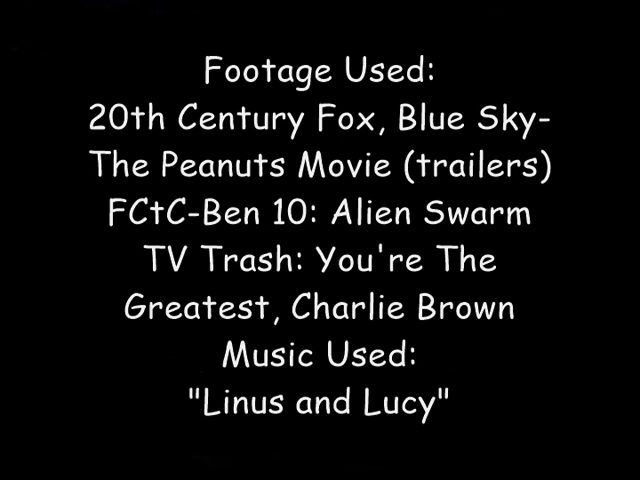 Footage Used:
20th Century Fox, Blue Sky-
The Peanuts Movie (trailers)
FCtC-Ben 10: Alien Swarm
TV Trash: You're The
Greatest, Charlie Brown
Music Used:
"Linus and Lucy"